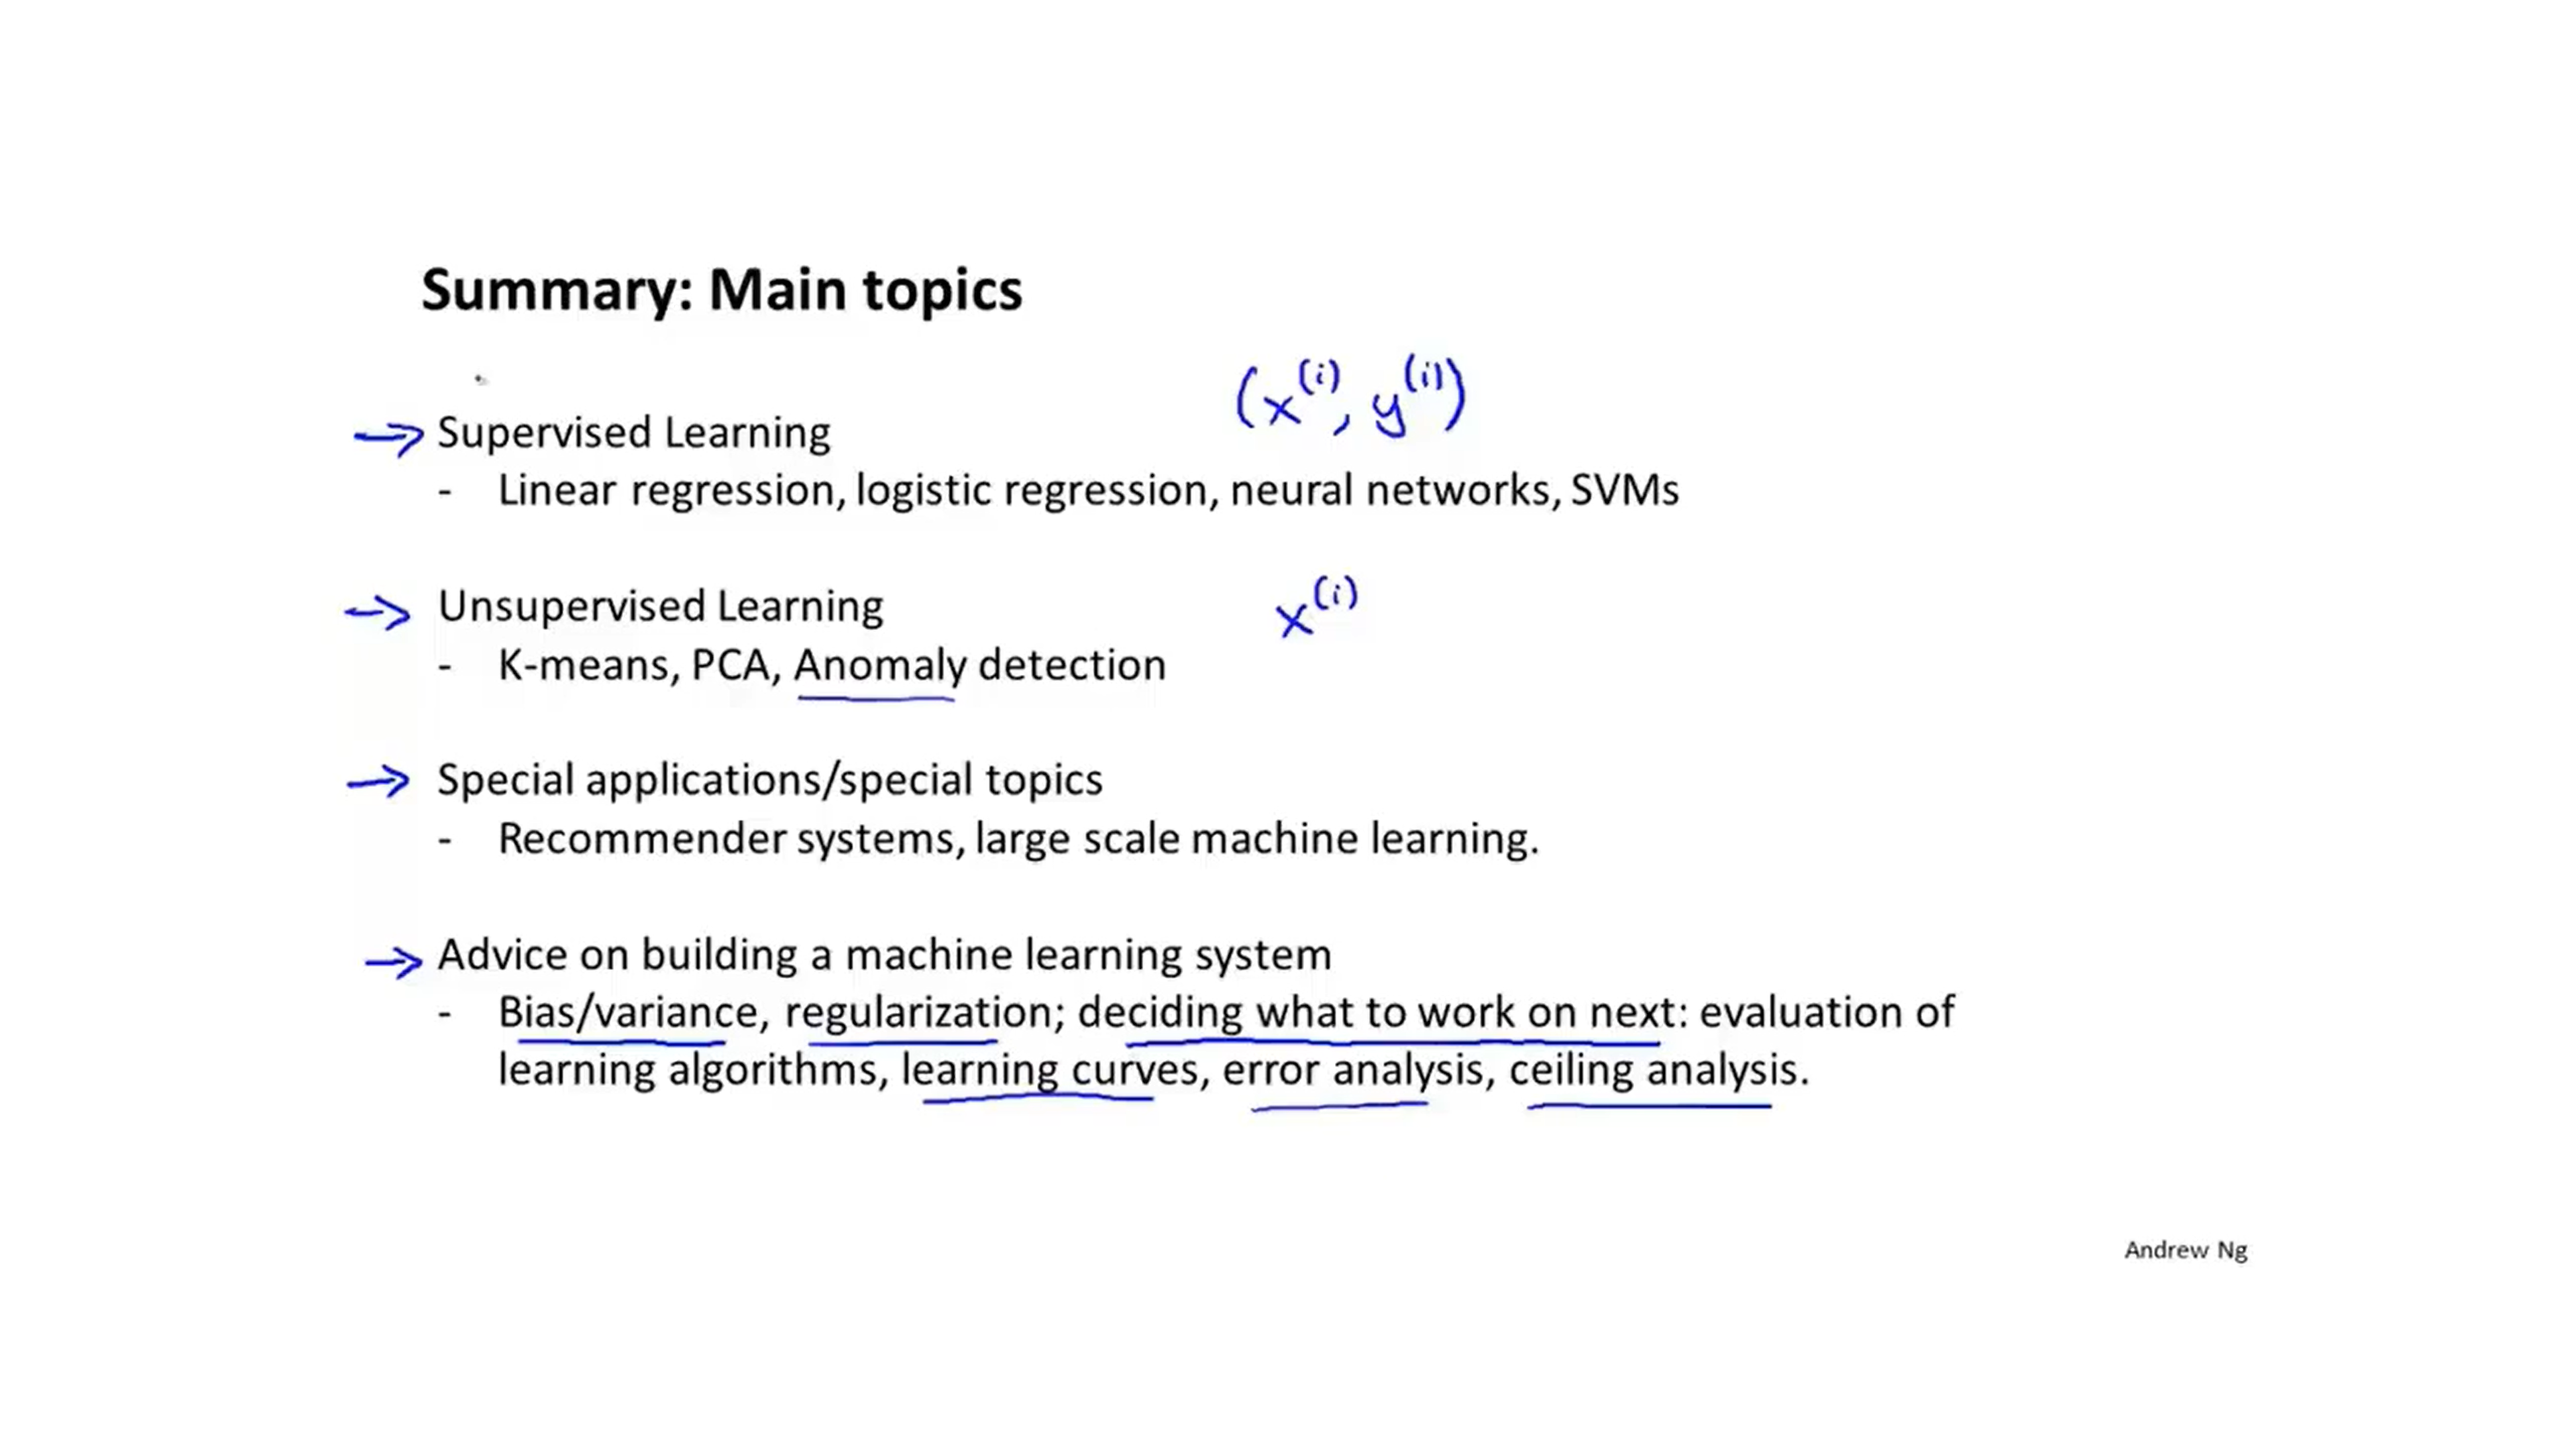 Summary: Main topics
(x^(i), y^(i))
→ Supervised Learning
- Linear regression, logistic regression, neural networks, SVMs
→ Unsupervised Learning x^(i)
- K-means, PCA, Anomaly detection
→ Special applications/special topics
- Recommender systems, large scale machine learning.
→ Advice on building a machine learning system
- Bias/variance, regularization; deciding what to work on next: evaluation of
learning algorithms, learning curves, error analysis, ceiling analysis.
Andrew Ng